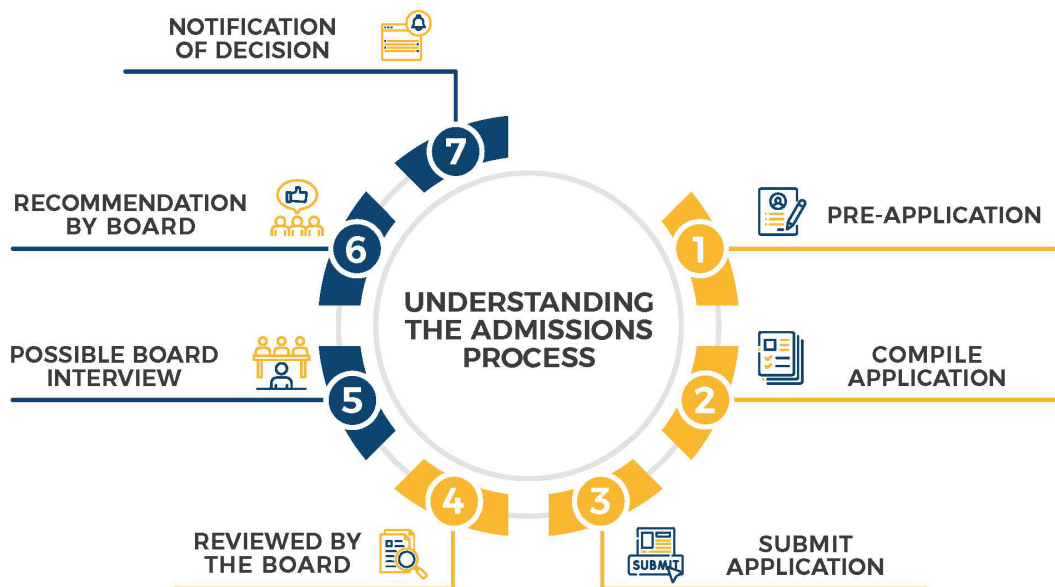 UNDERSTANDING
THE ADMISSIONS
PROCESS
1
PRE-APPLICATION
2
COMPILE
APPLICATION
3
SUBMIT
SUBMIT
APPLICATION
4
REVIEWED BY
THE BOARD
5
POSSIBLE BOARD
INTERVIEW
6
RECOMMENDATION
BY BOARD
7
NOTIFICATION
OF DECISION